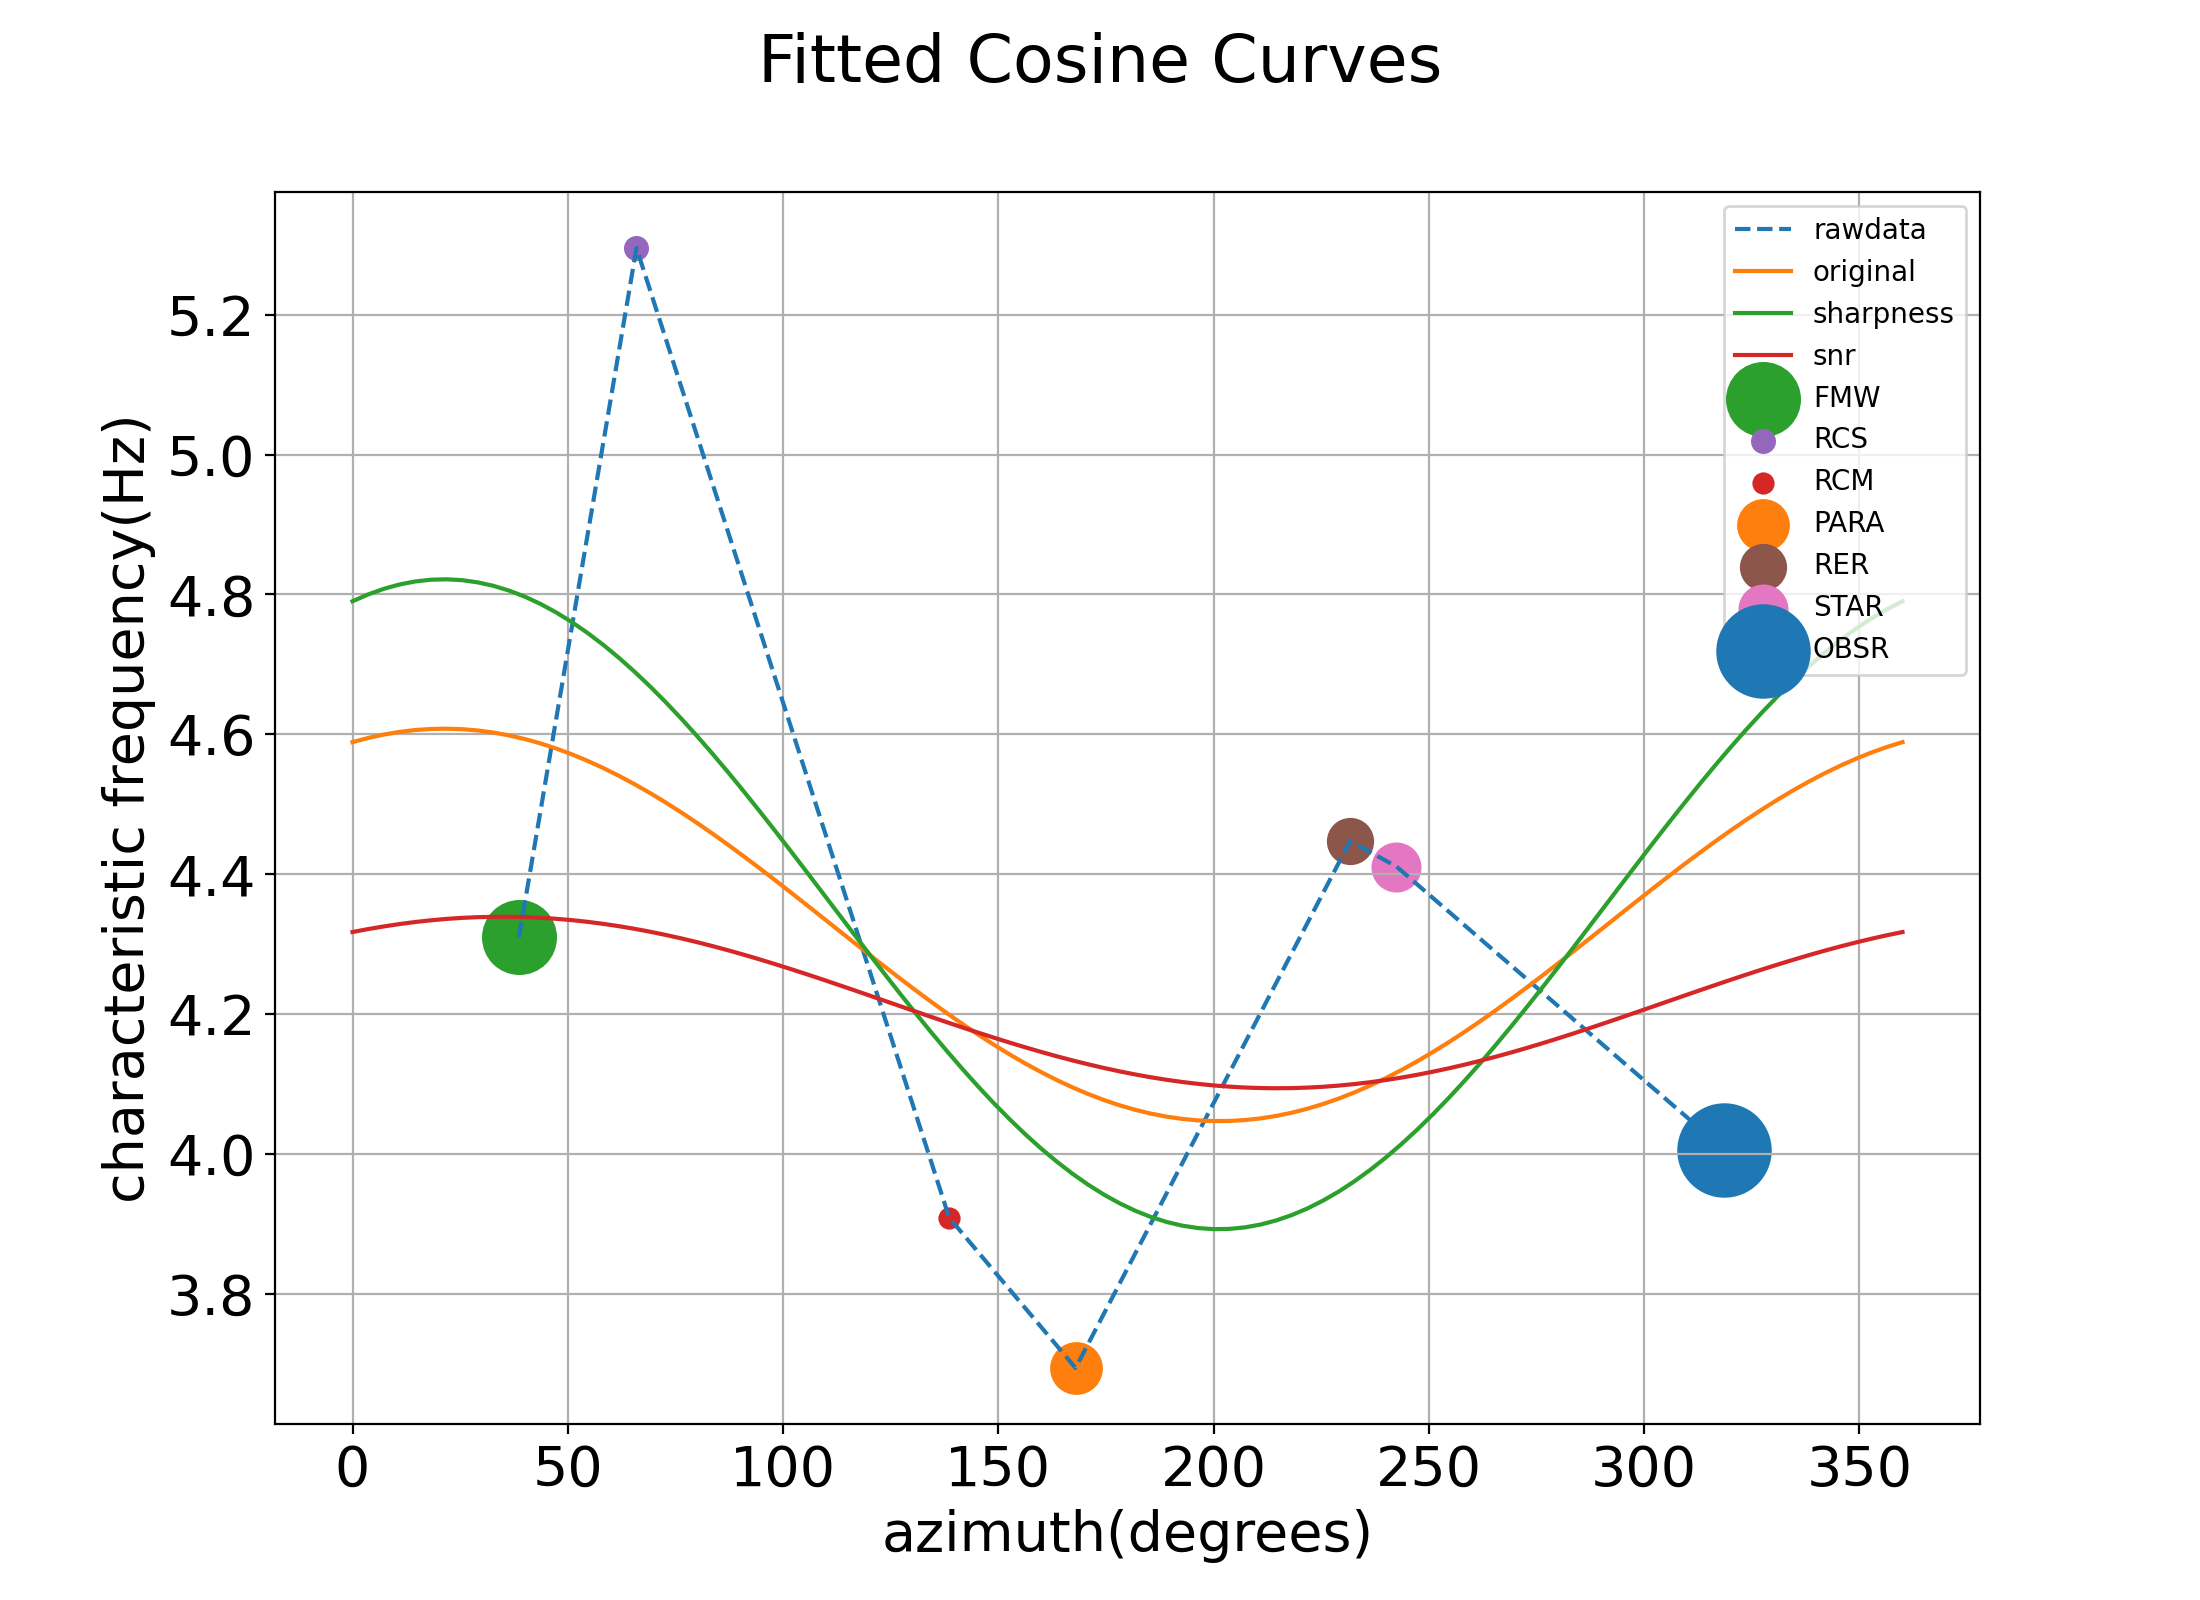 Fitted Cosine Curves
characteristic frequency(Hz)
5.2
5.0
4.8
4.6
4.4
4.2
4.0
3.8
rawdata
original
sharpness
snr
FMW
RCS
RCM
PARA
RER
STAR
OBSR
0 50 100 150 200 250 300 350
azimuth(degrees)